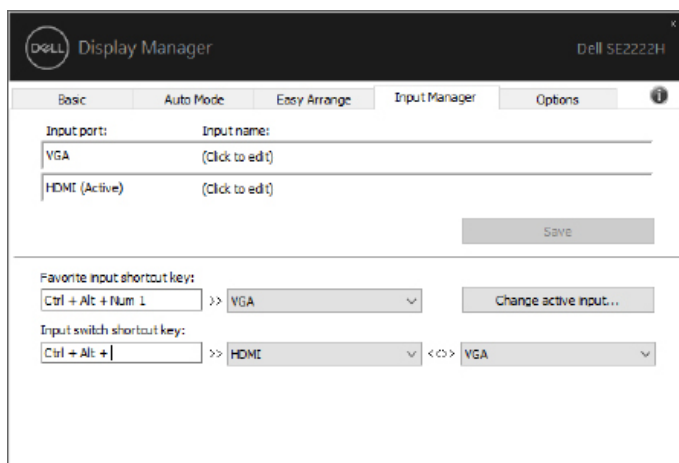 x
DELL Display Manager Dell SE2222H
Basic Auto Mode Easy Arrange Input Manager Options i
Input port: Input name:
VGA (Click to edit)
HDMI (Active) (Click to edit)
Save
Favorite input shortcut key:
Ctrl + Alt + Num 1 >> VGA Change active input...
Input switch shortcut key:
Ctrl + Alt + >> HDMI <<>> VGA